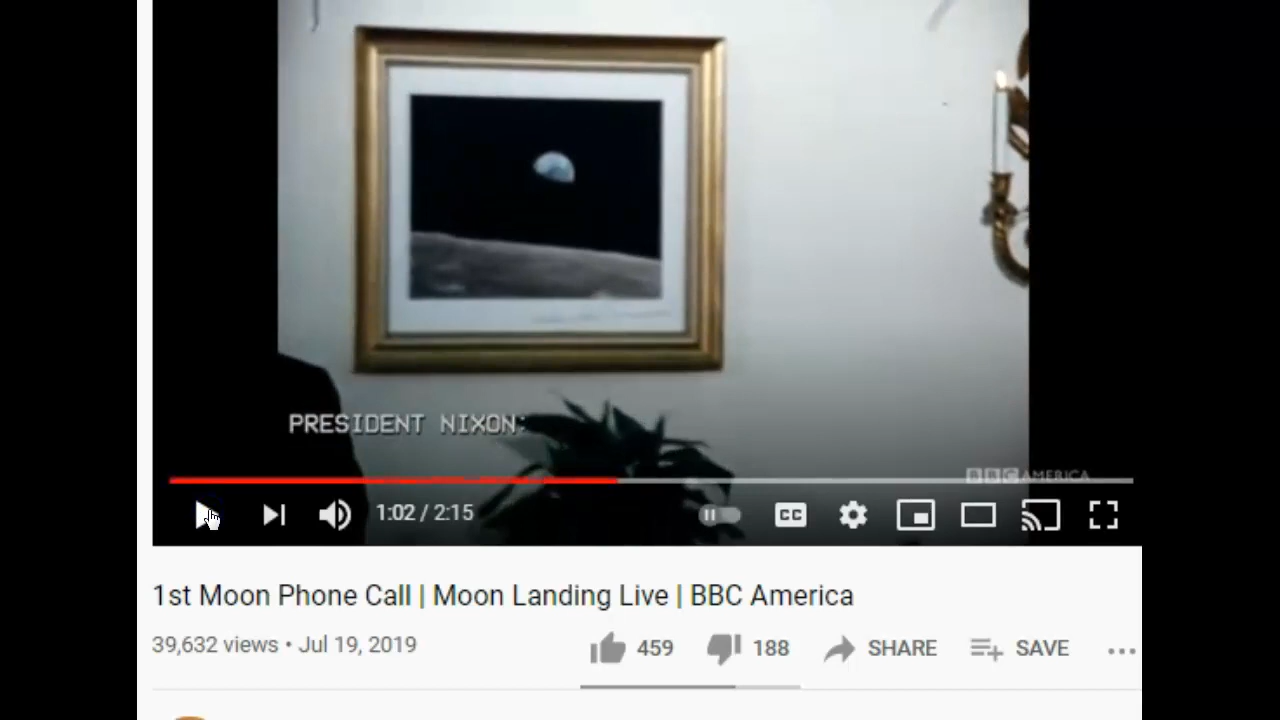 PRESIDENT NIXON:
BBC AMERICA
1:02 / 2:15
CC
1st Moon Phone Call | Moon Landing Live | BBC America
39,632 views • Jul 19, 2019
459
188
SHARE
SAVE